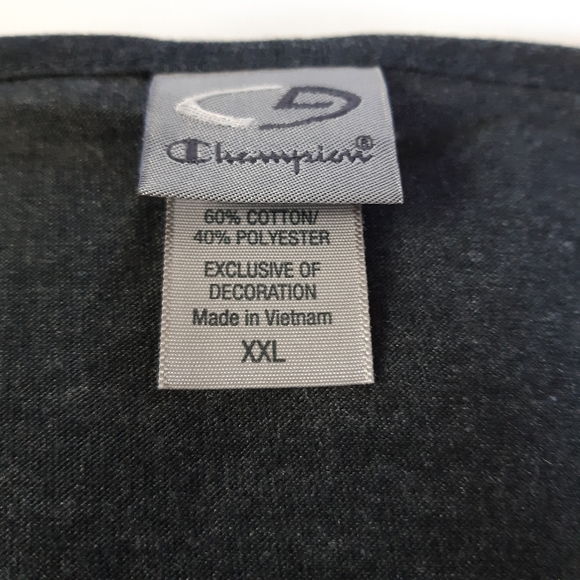 Champion®
60% COTTON/
40% POLYESTER
EXCLUSIVE OF
DECORATION
Made in Vietnam
XXL